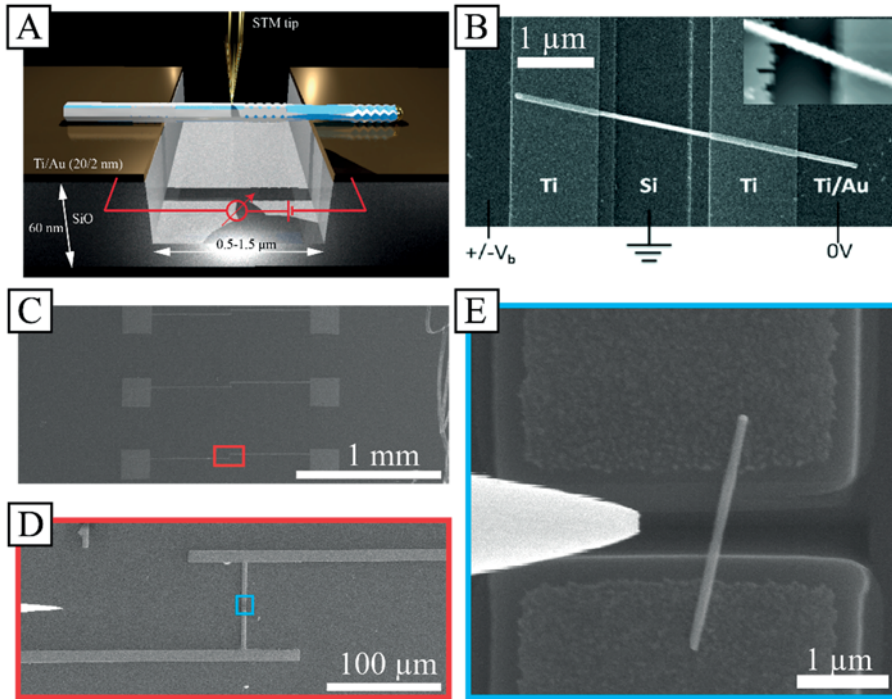 A
STM tip
Ti/Au (20/2 nm)
SiO
60 nm
0.5-1.5 μm
B
1 μm
Ti
Si
Ti
Ti/Au
+/-Vb
0V
C
1 mm
D
100 μm
E
1 μm